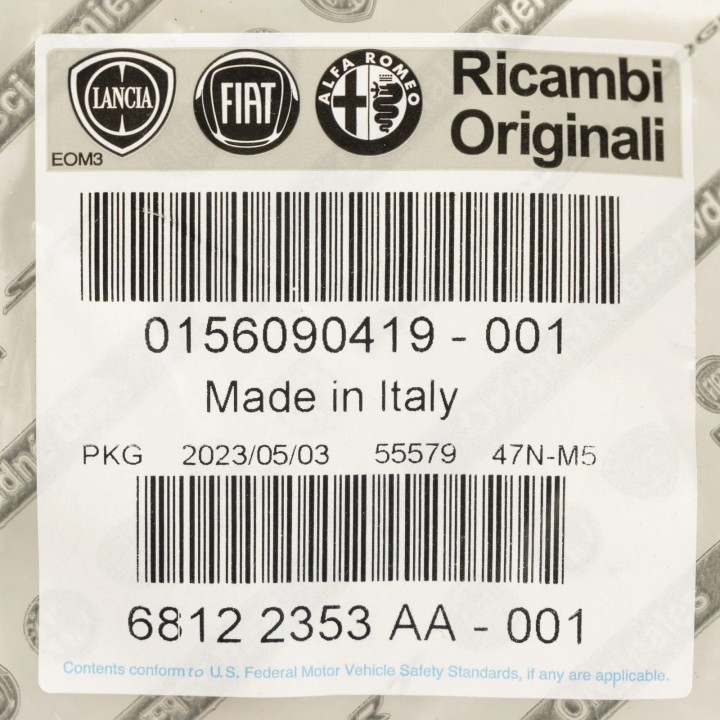 LANCIA FIAT ALFA ROMEO
Ricambi
Originali
EOM3
0156090419 - 001
Made in Italy
PKG 2023/05/03 55579 47N-M5
6812 2353 AA - 001
Contents conform to U.S. Federal Motor Vehicle Safety Standards, if any are applicable.